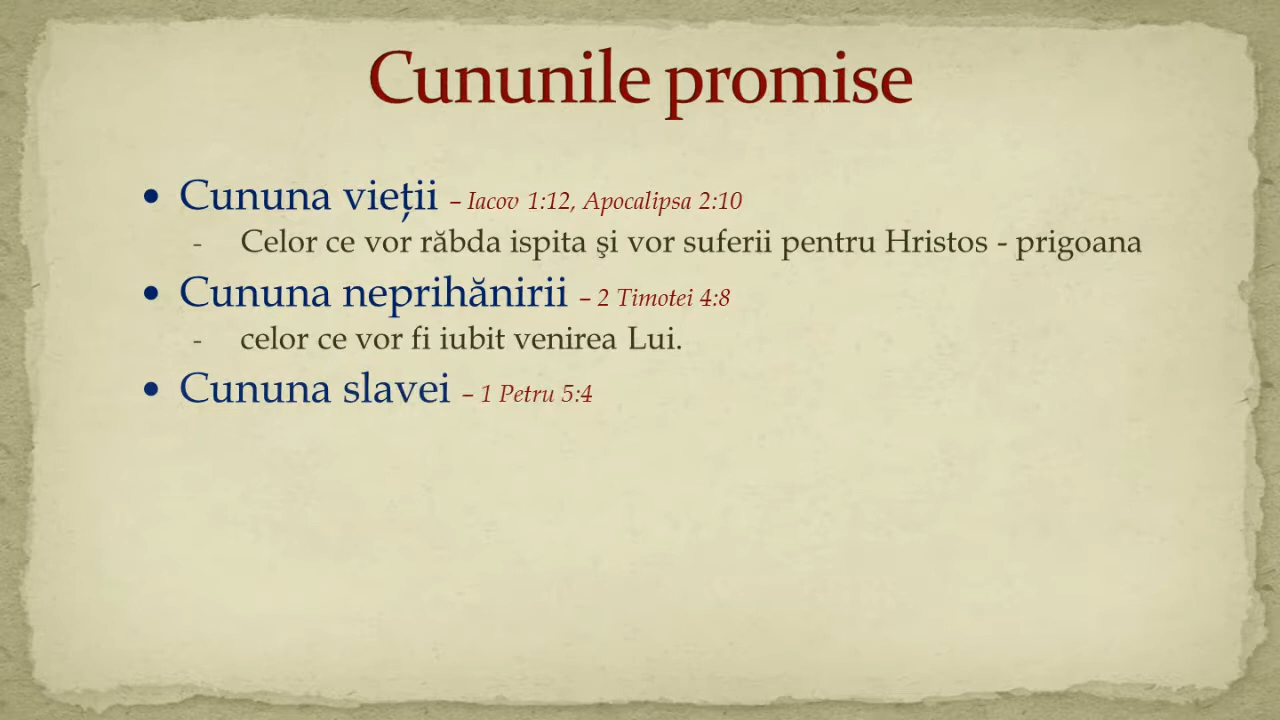 Cununile promise
• Cununa vieții – Iacov 1:12, Apocalipsa 2:10
- Celor ce vor răbda ispita şi vor suferii pentru Hristos - prigoana
• Cununa neprihănirii – 2 Timotei 4:8
- celor ce vor fi iubit venirea Lui.
• Cununa slavei – 1 Petru 5:4